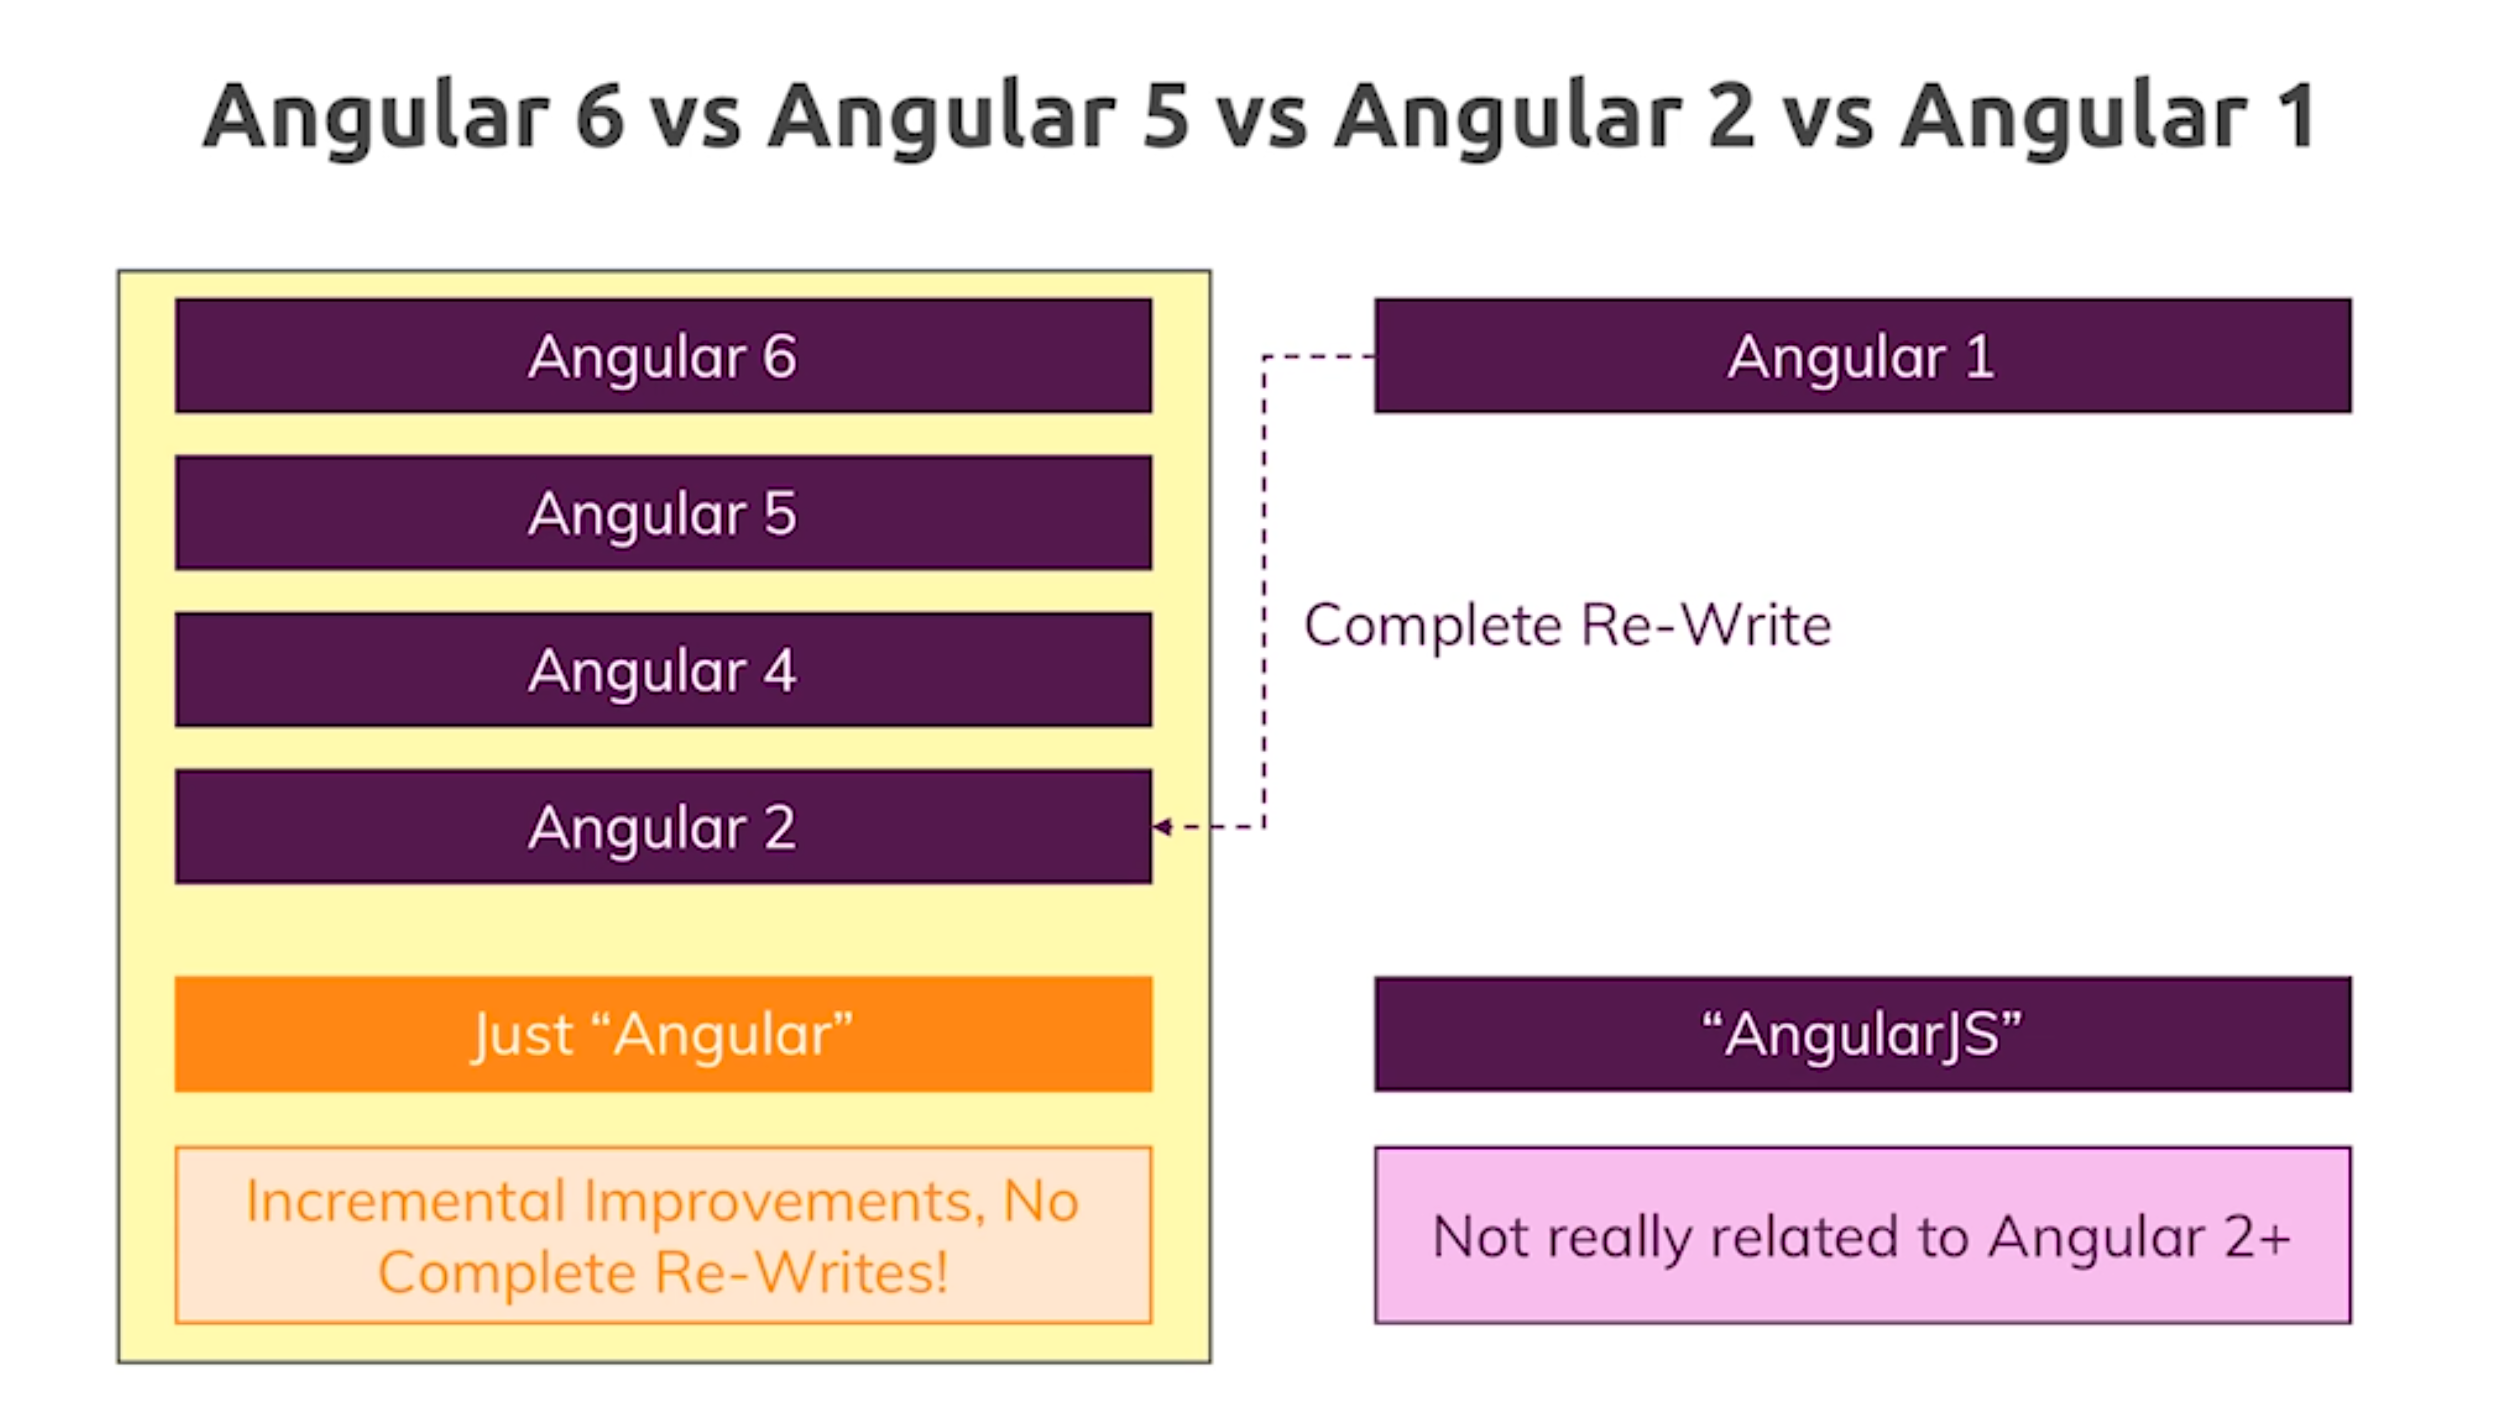 Angular 6 vs Angular 5 vs Angular 2 vs Angular 1
Angular 6
Angular 5
Angular 4
Angular 2
Just “Angular”
Incremental Improvements, No
Complete Re-Writes!
Angular 1
Complete Re-Write
“AngularJS”
Not really related to Angular 2+